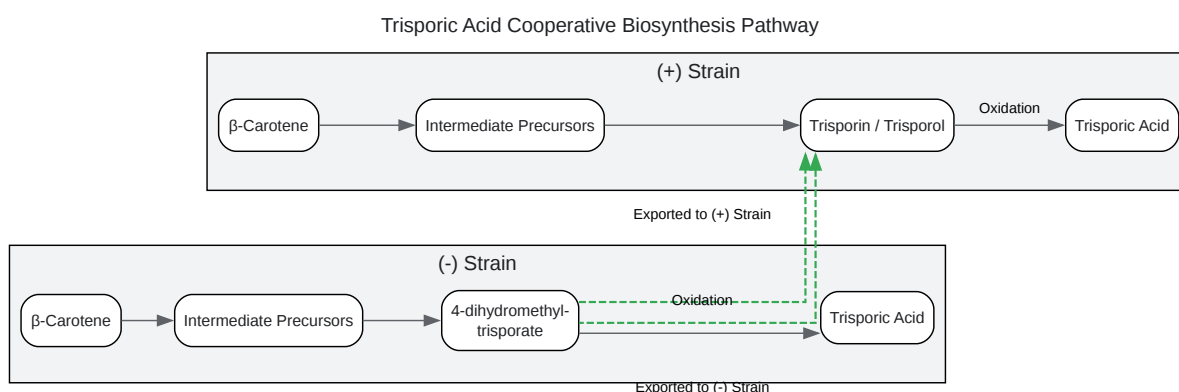 Trisporic Acid Cooperative Biosynthesis Pathway
(+) Strain
β-Carotene
Intermediate Precursors
Trisporin / Trisporol
Oxidation
Trisporic Acid
Exported to (+) Strain
(-) Strain
β-Carotene
Intermediate Precursors
4-dihydromethyl-
trisporate
Oxidation
Trisporic Acid
Exported to (-) Strain